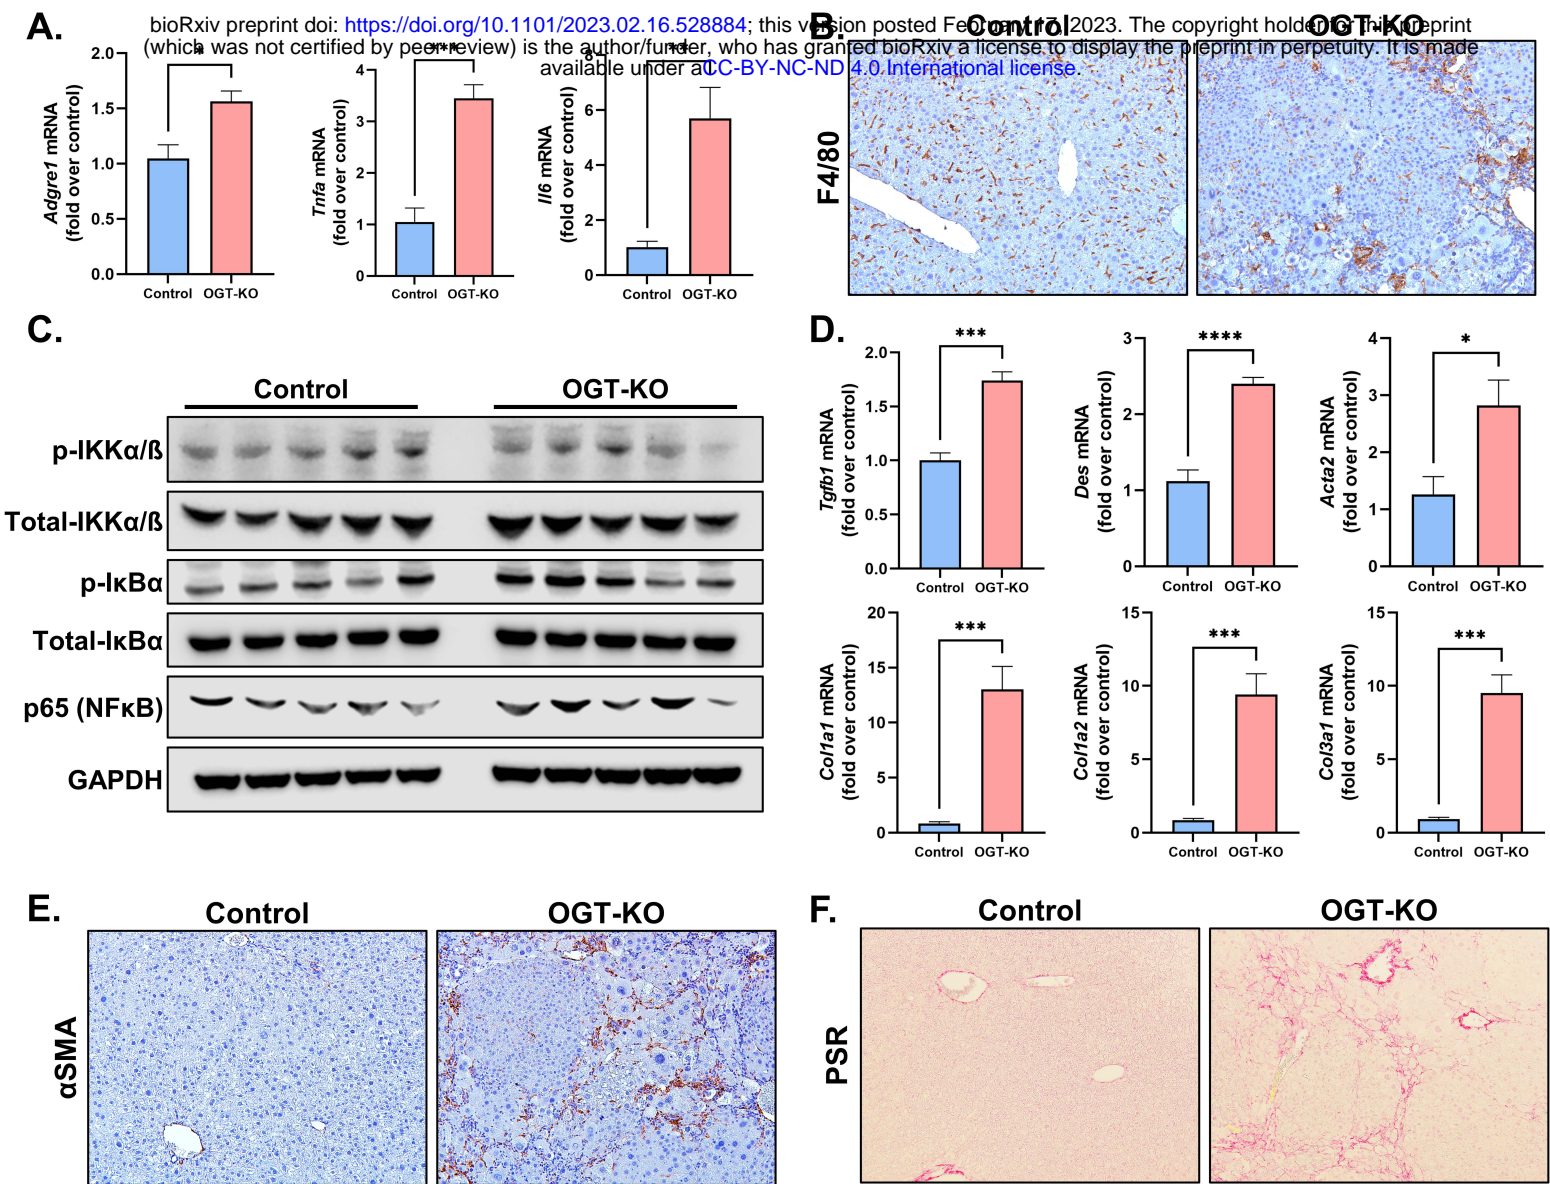 bioRxiv preprint doi: https://doi.org/10.1101/2023.02.16.528884; this version posted February 17, 2023. The copyright holder for this preprint
(which was not certified by peer review) is the author/funder, who has granted bioRxiv a license to display the preprint in perpetuity. It is made
available under aCC-BY-NC-ND 4.0 International license.
A.
*
2.0
1.5
1.0
0.5
0.0
Adgre1 mRNA
(fold over control)
Control OGT-KO
***
4
3
2
1
0
Tnfa mRNA
(fold over control)
Control OGT-KO
**
8
6
4
2
0
Il6 mRNA
(fold over control)
Control OGT-KO
B.
Control OGT-KO
F4/80
C.
Control OGT-KO
p-IKKα/ß
Total-IKKα/ß
p-IκBα
Total-IκBα
p65 (NFκB)
GAPDH
D.
***
2.0
1.5
1.0
0.5
0.0
Tgfb1 mRNA
(fold over control)
Control OGT-KO
****
3
2
1
0
Des mRNA
(fold over control)
Control OGT-KO
*
4
3
2
1
0
Acta2 mRNA
(fold over control)
Control OGT-KO
***
20
15
10
5
0
Col1a1 mRNA
(fold over control)
Control OGT-KO
***
15
10
5
0
Col1a2 mRNA
(fold over control)
Control OGT-KO
***
15
10
5
0
Col3a1 mRNA
(fold over control)
Control OGT-KO
E.
Control OGT-KO
αSMA
F.
Control OGT-KO
PSR